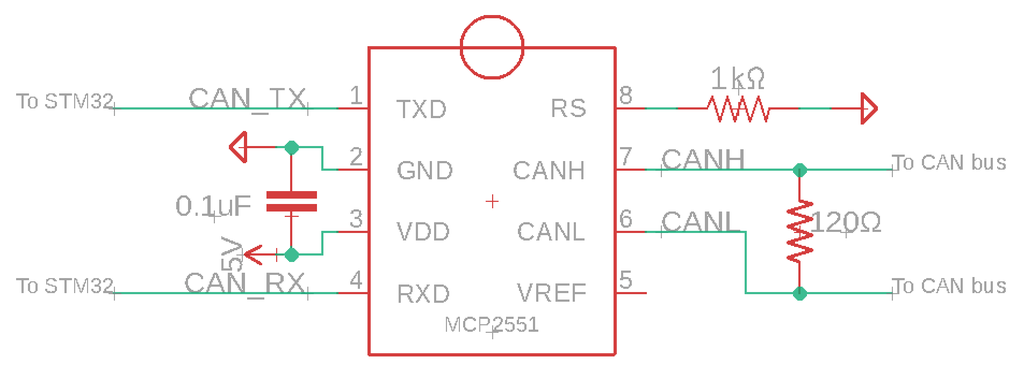 To STM32
CAN_TX
1
TXD
GND
2
0.1uF
3
VDD
5V
To STM32
CAN_RX
4
RXD
MCP2551
RS
8
1kΩ
CANH
7
CANH
To CAN bus
CANL
6
CANL
120Ω
VREF
5
To CAN bus